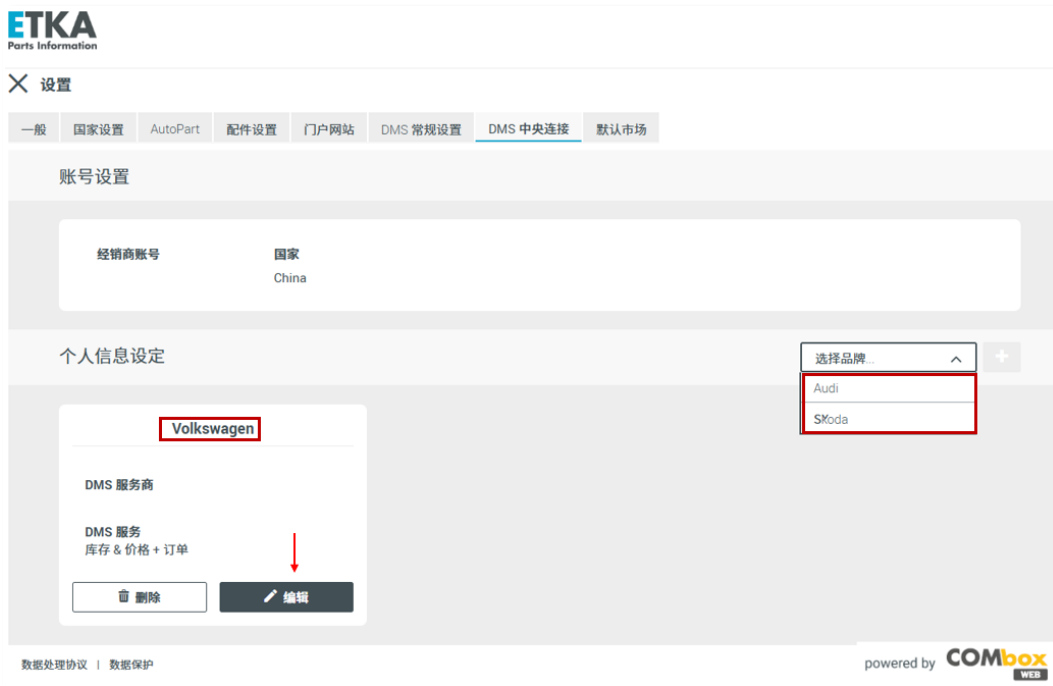 ETKA
Parts Information
设置
一般 国家设置 AutoPart 配件设置 门户网站 DMS 常规设置 DMS 中央连接 默认市场
账号设置
经销商账号 国家
China
个人信息设定 选择品牌...
Audi
Skoda
Volkswagen
DMS 服务商
DMS 服务
库存 & 价格 + 订单
删除 编辑
数据处理协议 | 数据保护 powered by COMbox
WEB